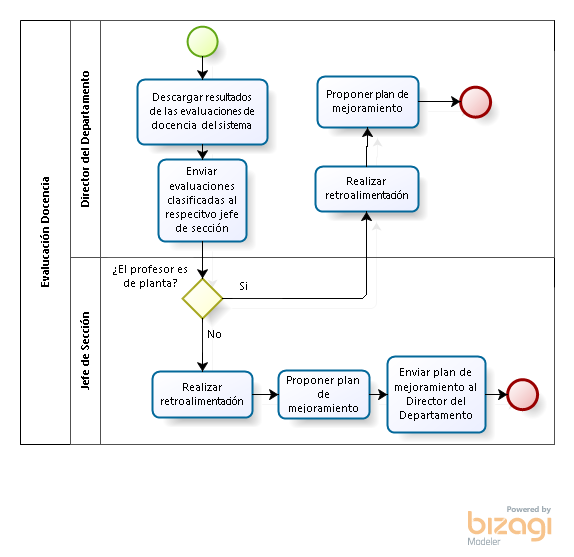 Evalucación Docencia
Director del Departamento
Descargar resultados
de las evaluaciones de
docencia del sistema
Enviar
evaluaciones
clasificadas al
respecitvo jefe
de sección
Proponer plan de
mejoramiento
Realizar
retroalimentación
Jefe de Sección
¿El profesor es
de planta?
Si
No
Realizar
retroalimentación
Proponer plan
de
mejoramiento
Enviar plan de
mejoramiento al
Director del
Departamento
Powered by
bizagi
Modeler